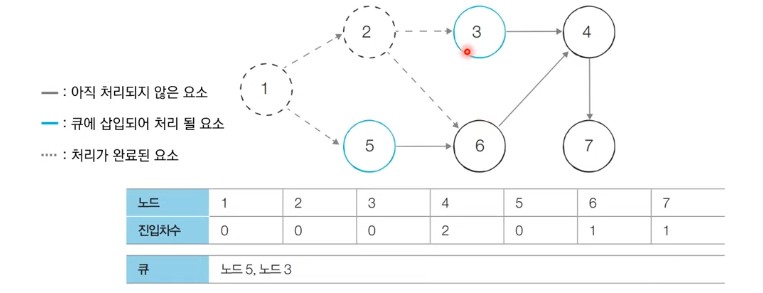 2
3
4
1
━ : 아직 처리되지 않은 요소
━ : 큐에 삽입되어 처리 될 요소
···· : 처리가 완료된 요소
5
6
7
노드 1 2 3 4 5 6 7
진입차수 0 0 0 2 0 1 1
큐 노드 5, 노드 3